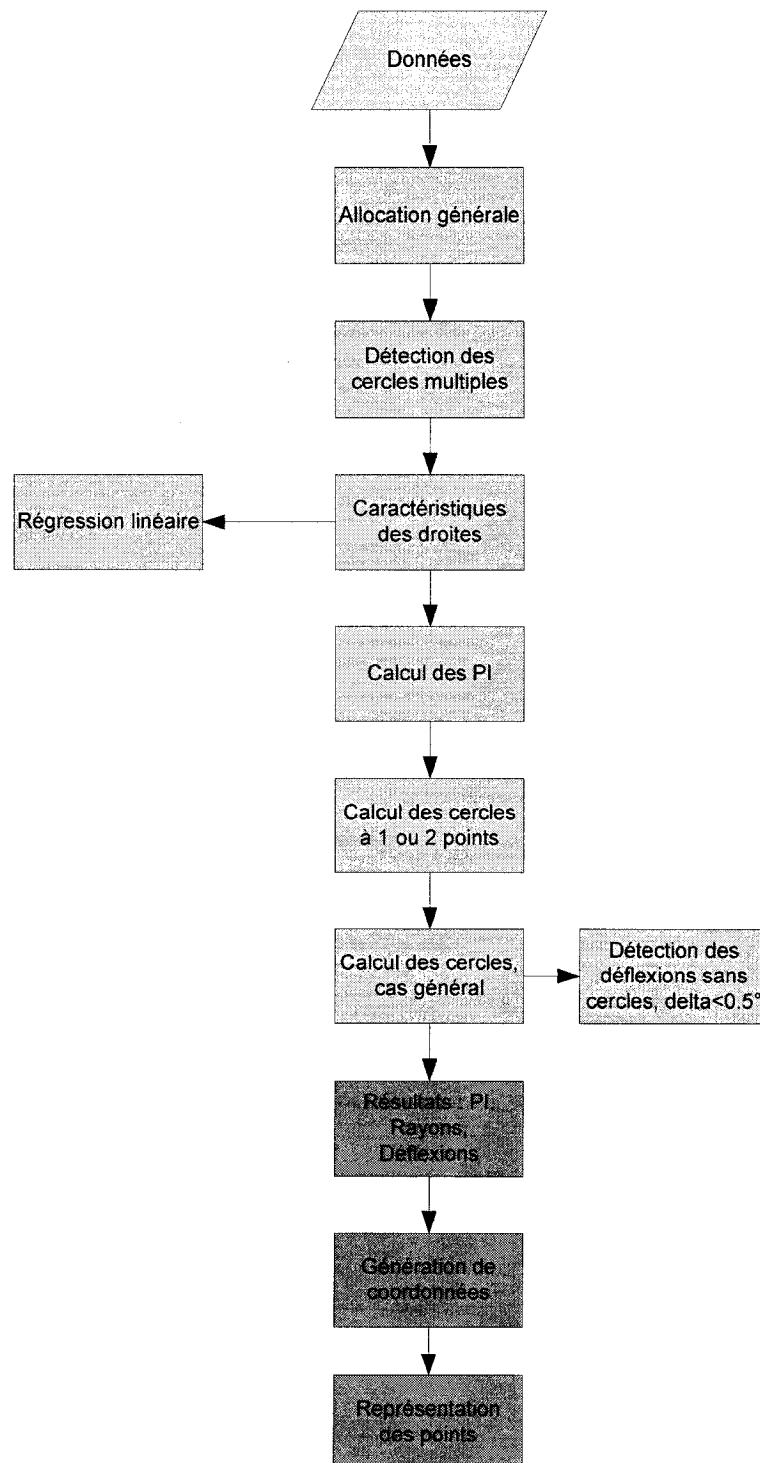 Données
Allocation générale
Détection des
cercles multiples
Régression linéaire
Caractéristiques
des droites
Calcul des PI
Calcul des cercles
à 1 ou 2 points
Calcul des cercles,
cas général
Détection des
déflexions sans
cercles, delta<0.5°
Résultats : PI,
Rayons,
Déflexions
Génération de
coordonnées
Représentation
des points